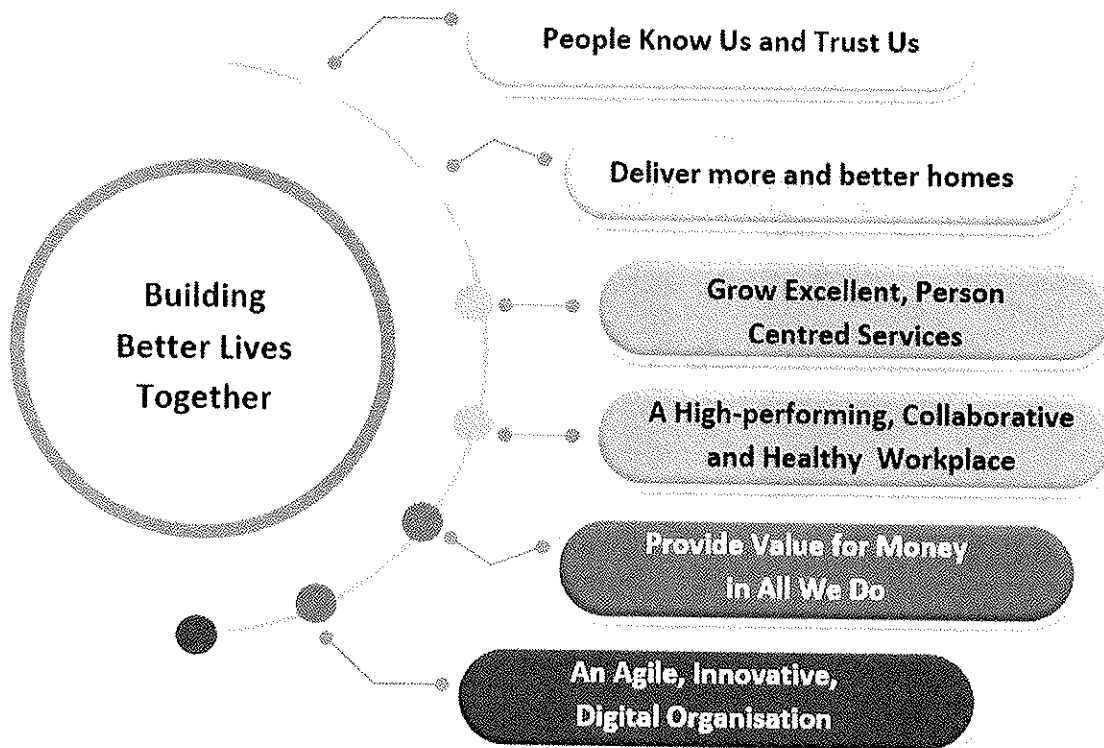 People Know Us and Trust Us
Deliver more and better homes
Building
Better Lives
Together
Grow Excellent, Person
Centred Services
A High-performing, Collaborative
and Healthy Workplace
Provide Value for Money
in All We Do
An Agile, Innovative,
Digital Organisation